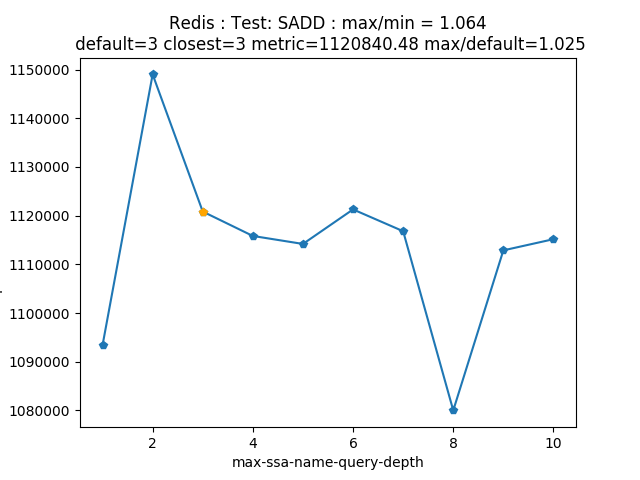 Redis : Test: SADD : max/min = 1.064
default=3 closest=3 metric=1120840.48 max/default=1.025
1150000
1140000
1130000
1120000
1110000
1100000
1090000
1080000
2 4 6 8 10
max-ssa-name-query-depth